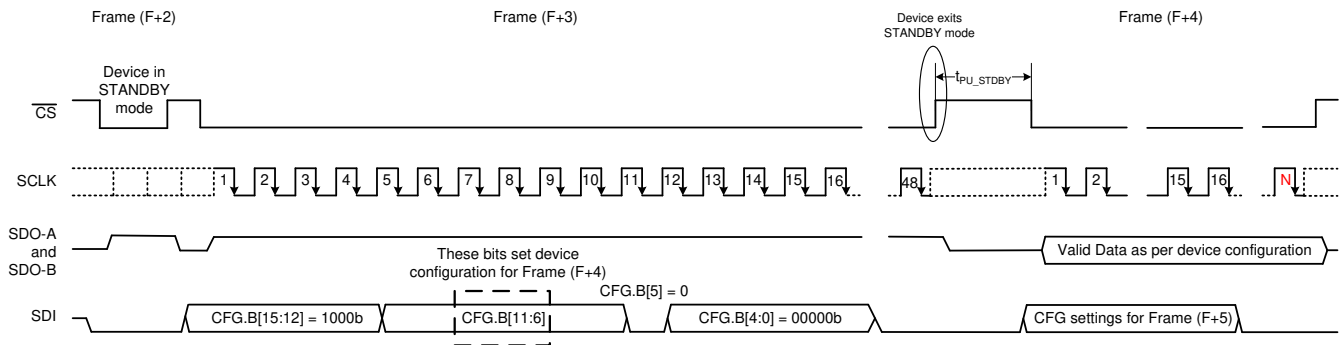 Frame (F+2)
Frame (F+3)
Device exits
STANDBY mode
Frame (F+4)
Device in
STANDBY
mode
tPU_STDBY
CS
SCLK
1
2
3
4
5
6
7
8
9
10
11
12
13
14
15
16
48
1
2
15
16
N
SDO-A
and
SDO-B
Valid Data as per device configuration
These bits set device
configuration for Frame (F+4)
CFG.B[5] = 0
SDI
CFG.B[15:12] = 1000b
CFG.B[11:6]
CFG.B[4:0] = 00000b
CFG settings for Frame (F+5)